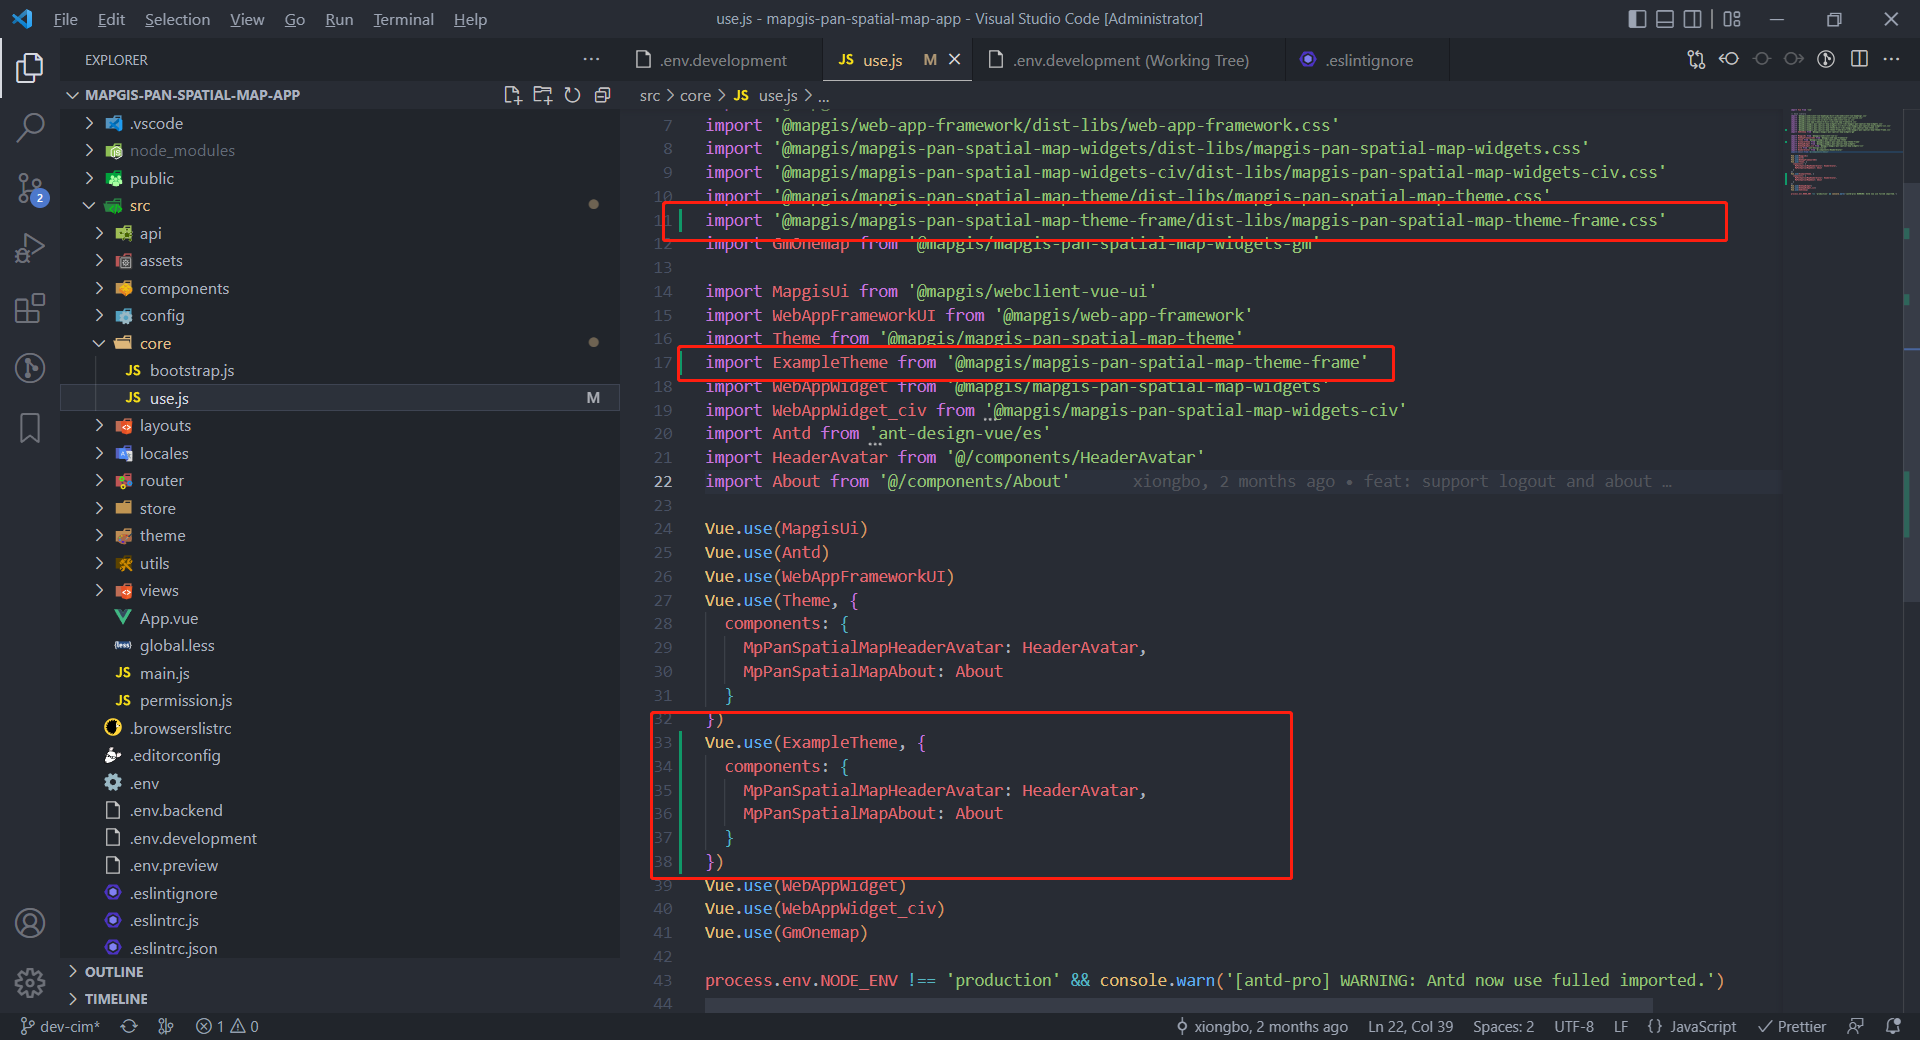 File Edit Selection View Go Run Terminal Help
use.js - mapgis-pan-spatial-map-app - Visual Studio Code [Administrator]
EXPLORER
MAPGIS-PAN-SPATIAL-MAP-APP
.vscode
node_modules
public
src
api
assets
components
config
core
bootstrap.js
use.js M
layouts
locales
router
store
theme
utils
views
App.vue
global.less
main.js
permission.js
.browserslistrc
.editorconfig
.env
.env.backend
.env.development
.env.preview
.eslintignore
.eslintrc.js
.eslintrc.json
OUTLINE
TIMELINE
2
.env.development
JS use.js M
.env.development (Working Tree)
.eslintignore
src > core > JS use.js > ...
7 import '@mapgis/web-app-framework/dist-libs/web-app-framework.css'
8 import '@mapgis/mapgis-pan-spatial-map-widgets/dist-libs/mapgis-pan-spatial-map-widgets.css'
9 import '@mapgis/mapgis-pan-spatial-map-widgets-civ/dist-libs/mapgis-pan-spatial-map-widgets-civ.css'
10 import '@mapgis/mapgis-pan-spatial-map-theme/dist-libs/mapgis-pan-spatial-map-theme.css'
11 import '@mapgis/mapgis-pan-spatial-map-theme-frame/dist-libs/mapgis-pan-spatial-map-theme-frame.css'
12 import GmOnemap from '@mapgis/mapgis-pan-spatial-map-widgets-gm'
13
14 import MapgisUi from '@mapgis/webclient-vue-ui'
15 import WebAppFrameworkUI from '@mapgis/web-app-framework'
16 import Theme from '@mapgis/mapgis-pan-spatial-map-theme'
17 import ExampleTheme from '@mapgis/mapgis-pan-spatial-map-theme-frame'
18 import WebAppWidget from '@mapgis/mapgis-pan-spatial-map-widgets'
19 import WebAppWidget_civ from '@mapgis/mapgis-pan-spatial-map-widgets-civ'
20 import Antd from 'ant-design-vue/es'
21 import HeaderAvatar from '@/components/HeaderAvatar'
22 import About from '@/components/About' xiongbo, 2 months ago • feat: support logout and about …
23
24 Vue.use(MapgisUi)
25 Vue.use(Antd)
26 Vue.use(WebAppFrameworkUI)
27 Vue.use(Theme, {
28 components: {
29 MpPanSpatialMapHeaderAvatar: HeaderAvatar,
30 MpPanSpatialMapAbout: About
31 }
32 })
33 Vue.use(ExampleTheme, {
34 components: {
35 MpPanSpatialMapHeaderAvatar: HeaderAvatar,
36 MpPanSpatialMapAbout: About
37 }
38 })
39 Vue.use(WebAppWidget)
40 Vue.use(WebAppWidget_civ)
41 Vue.use(GmOnemap)
42
43 process.env.NODE_ENV !== 'production' && console.warn('[antd-pro] WARNING: Antd now use fulled imported.')
44
dev-cim* 1 0 xiongbo, 2 months ago Ln 22, Col 39 Spaces: 2 UTF-8 LF {} JavaScript Prettier